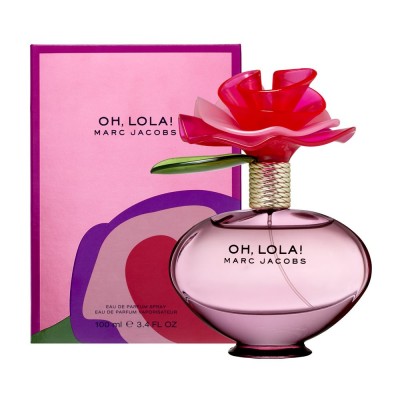 OH, LOLA!
MARC JACOBS
EAU DE PARFUM SPRAY
EAU DE PARFUM VAPORISATEUR
100 ml ℮ 3.4 FL OZ
OH, LOLA!
MARC JACOBS